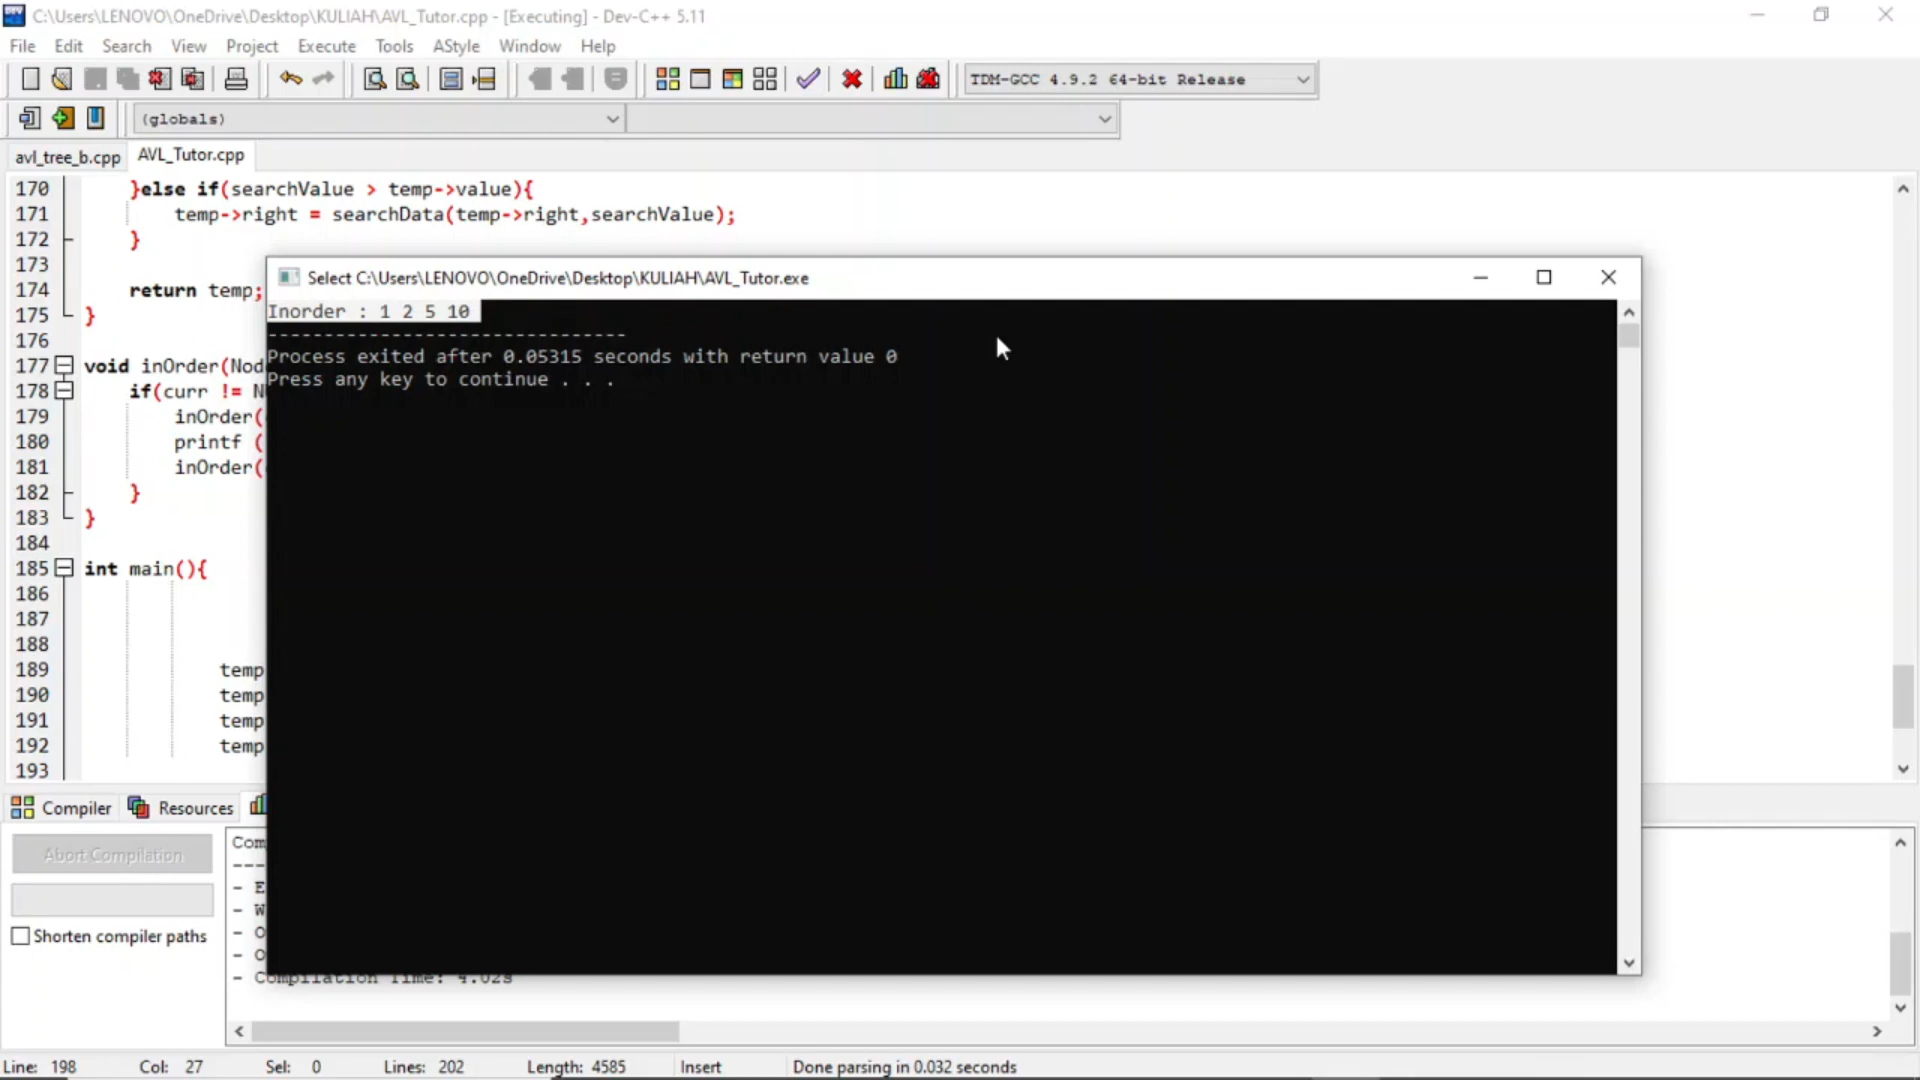 C:\Users\LENOVO\OneDrive\Desktop\KULIAH\AVL_Tutor.cpp - [Executing] - Dev-C++ 5.11
File Edit Search View Project Execute Tools AStyle Window Help
TDM-GCC 4.9.2 64-bit Release
(globals)
avl_tree_b.cpp AVL_Tutor.cpp
170 }else if(searchValue > temp->value){
171 temp->right = searchData(temp->right,searchValue);
172 }
173
174 return temp;
175 }
176
177 void inOrder(Nod
178 if(curr != N
179 inOrder(
180 printf (
181 inOrder(
182 }
183 }
184
185 int main(){
186
187
188
189 temp
190 temp
191 temp
192 temp
193
Select C:\Users\LENOVO\OneDrive\Desktop\KULIAH\AVL_Tutor.exe
Inorder : 1 2 5 10
--------------------------------
Process exited after 0.05315 seconds with return value 0
Press any key to continue . . .
Compiler Resources
Abort Compilation
Shorten compiler paths
Com
---
- E
- W
- O
- O
- Compilation Time: 4.02s
Line: 198 Col: 27 Sel: 0 Lines: 202 Length: 4585 Insert Done parsing in 0.032 seconds